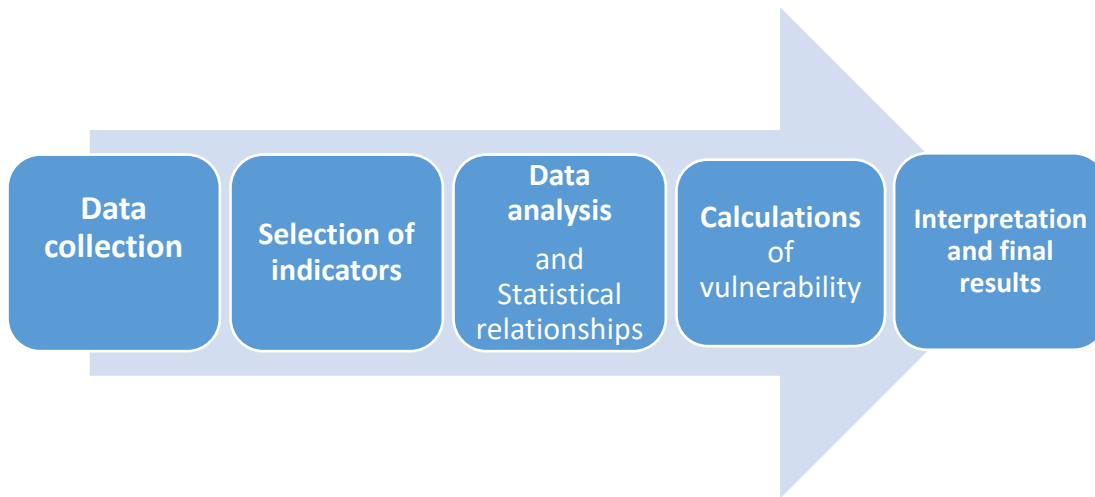 Data
collection
Selection of
indicators
Data
analysis
and
Statistical
relationships
Calculations
of
vulnerability
Interpretation
and final
results